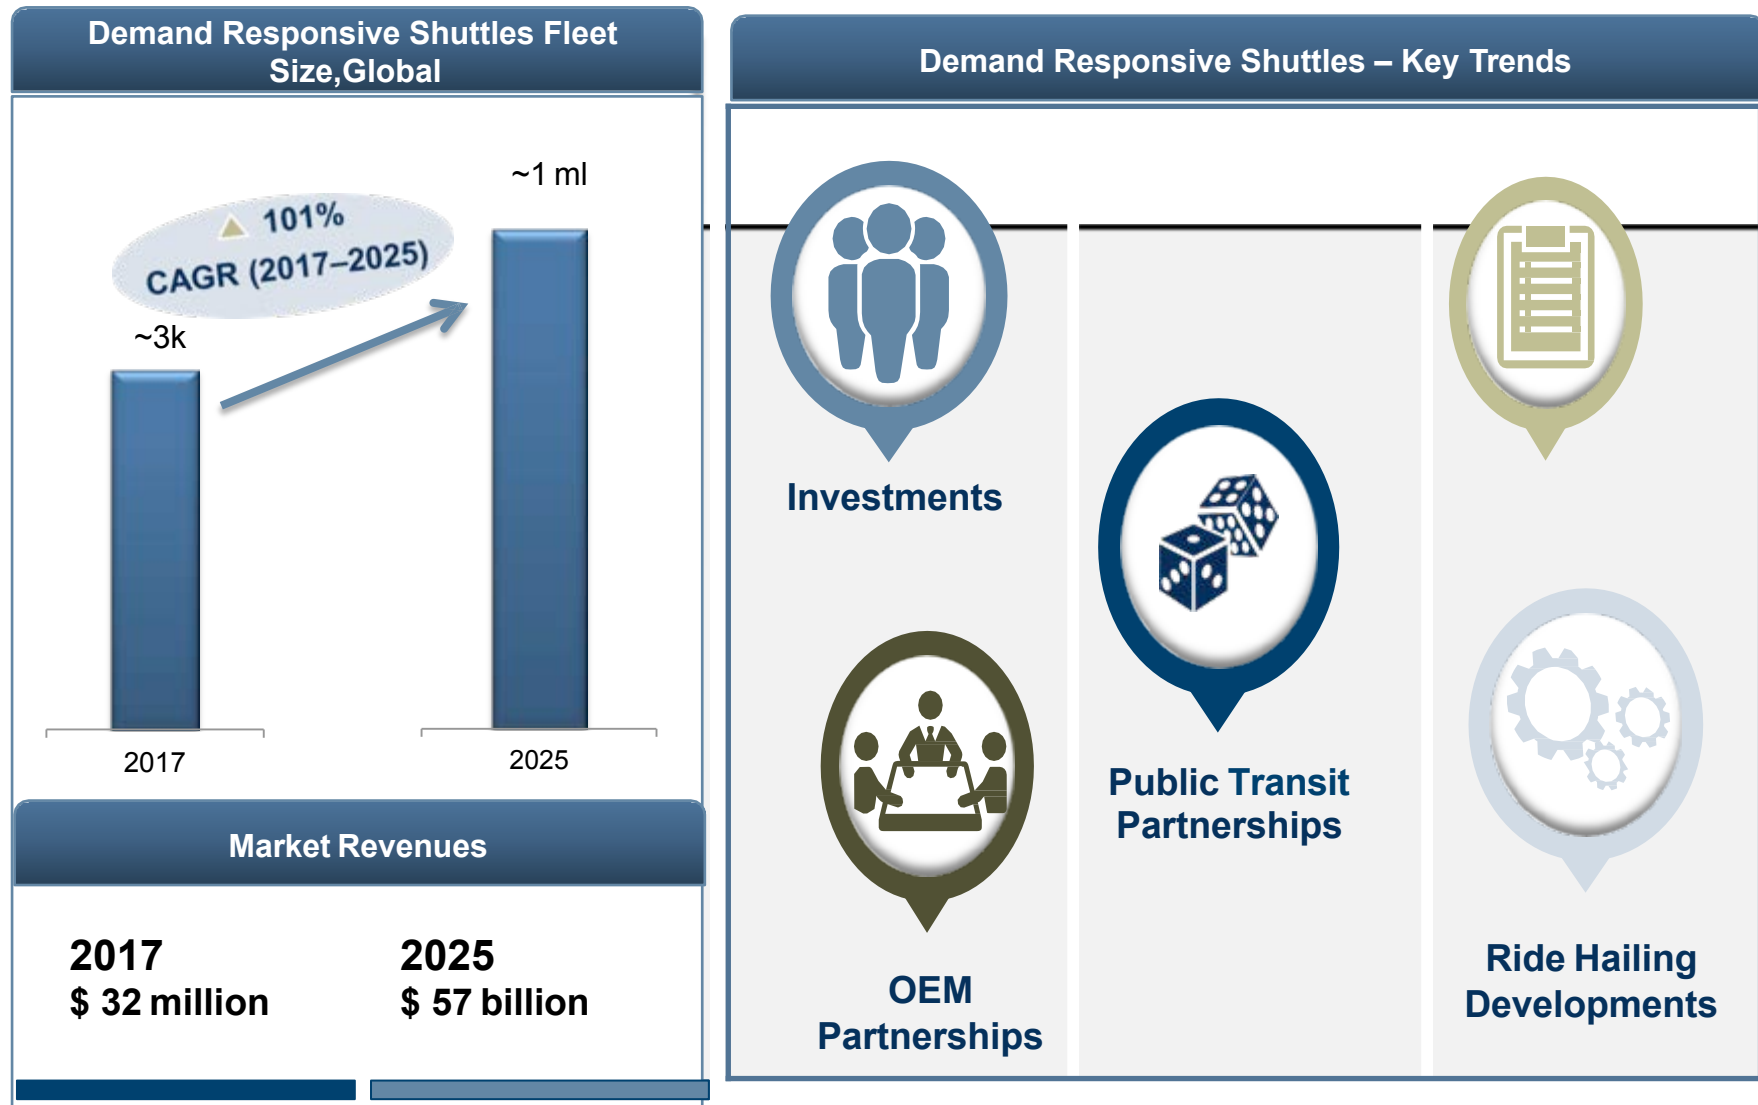 Demand Responsive Shuttles Fleet
Size,Global
~1 ml
101%
CAGR (2017–2025)
~3k
2017
2025
Market Revenues
2017
$ 32 million
2025
$ 57 billion
Demand Responsive Shuttles – Key Trends
Investments
OEM
Partnerships
Public Transit
Partnerships
Ride Hailing
Developments